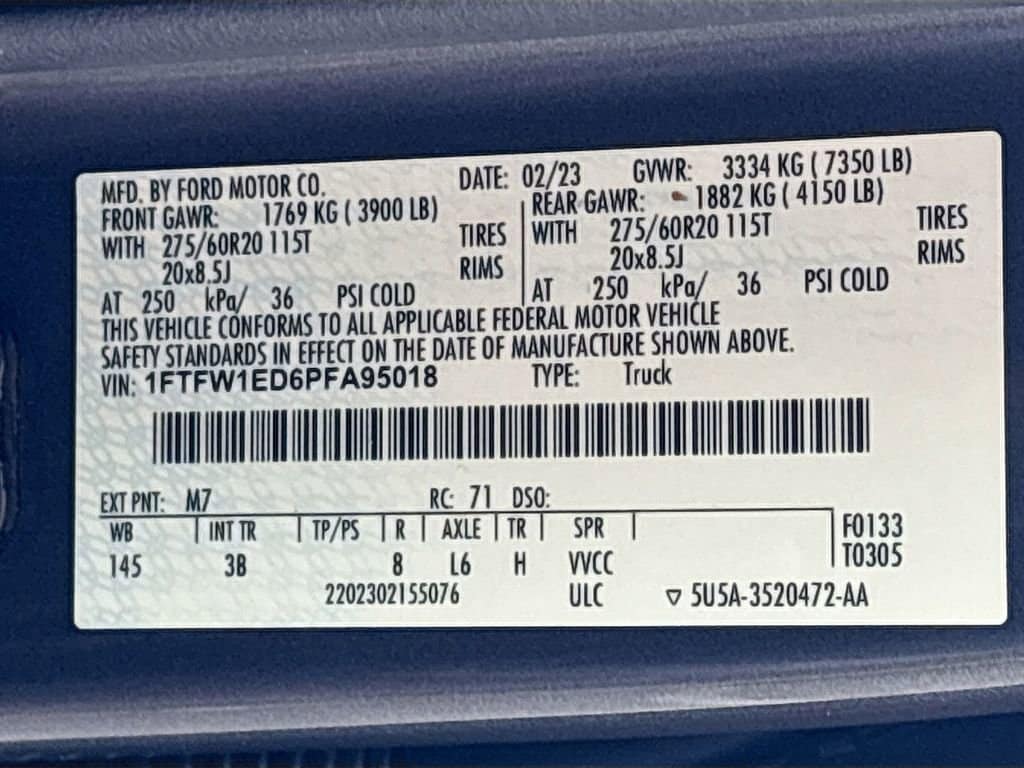 MFD. BY FORD MOTOR CO. DATE: 02/23 GVWR: 3334 KG ( 7350 LB)
FRONT GAWR: 1769 KG ( 3900 LB) REAR GAWR: 1882 KG ( 4150 LB)
WITH 275/60R20 115T TIRES WITH 275/60R20 115T TIRES
20x8.5J RIMS 20x8.5J RIMS
AT 250 kPa/ 36 PSI COLD AT 250 kPa/ 36 PSI COLD
THIS VEHICLE CONFORMS TO ALL APPLICABLE FEDERAL MOTOR VEHICLE
SAFETY STANDARDS IN EFFECT ON THE DATE OF MANUFACTURE SHOWN ABOVE.
VIN: 1FTFW1ED6PFA95018 TYPE: Truck
EXT PNT: M7 RC: 71 DSO:
WB INT TR TP/PS R AXLE TR SPR F0133
145 3B 8 L6 H VVCC T0305
2202302155076 ULC ▽ 5U5A-3520472-AA